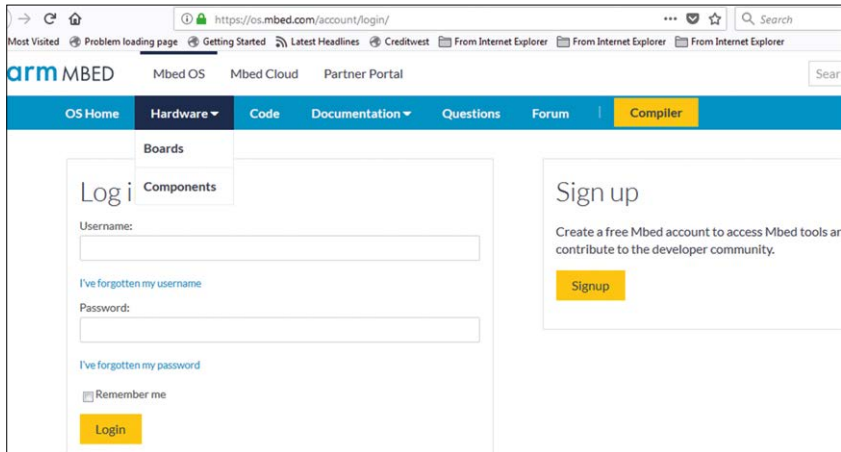 https://os.mbed.com/account/login/ ... Search
Most Visited Problem loading page Getting Started Latest Headlines Creditwest From Internet Explorer From Internet Explorer From Internet Explorer
arm MBED Mbed OS Mbed Cloud Partner Portal Sear
OS Home Hardware Code Documentation Questions Forum | Compiler
Boards
Components
Log i
Username:
I've forgotten my username
Password:
I've forgotten my password
Remember me
Login
Sign up
Create a free Mbed account to access Mbed tools ar
contribute to the developer community.
Signup